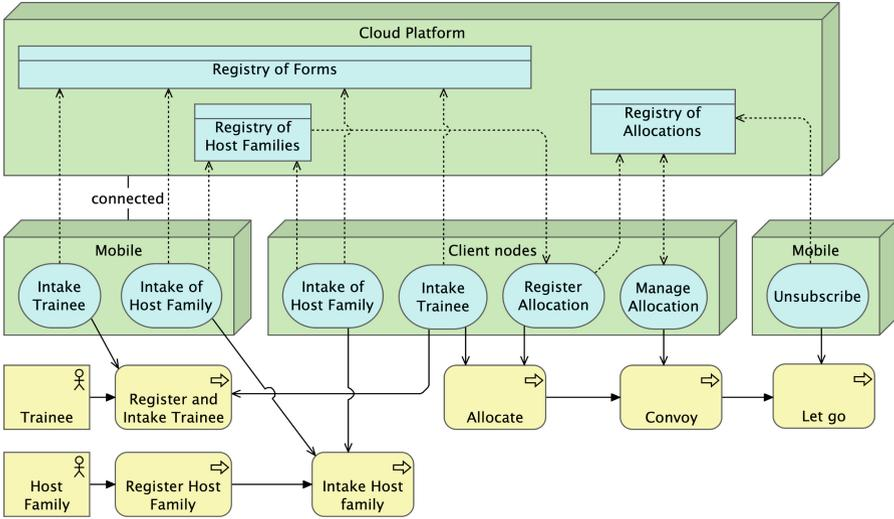 Cloud Platform
Registry of Forms
Registry of
Host Families
Registry of
Allocations
connected
Mobile
Client nodes
Mobile
Intake
Trainee
Intake of
Host Family
Intake of
Host Family
Intake
Trainee
Register
Allocation
Manage
Allocation
Unsubscribe
Trainee
Register and
Intake Trainee
Allocate
Convoy
Let go
Host
Family
Register Host
Family
Intake Host
family